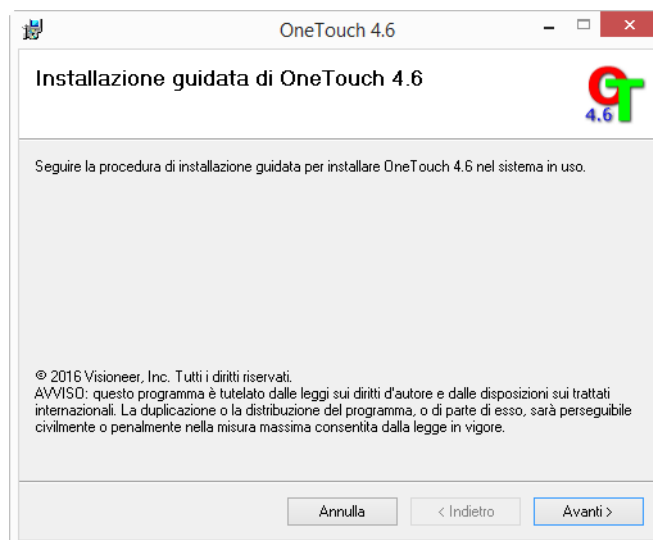 OneTouch 4.6
Installazione guidata di OneTouch 4.6
OT
4.6
Seguire la procedura di installazione guidata per installare OneTouch 4.6 nel sistema in uso.
© 2016 Visioneer, Inc. Tutti i diritti riservati.
AVVISO: questo programma è tutelato dalle leggi sui diritti d'autore e dalle disposizioni sui trattati
internazionali. La duplicazione o la distribuzione del programma, o di parte di esso, sarà perseguibile
civilmente o penalmente nella misura massima consentita dalla legge in vigore.
Annulla
< Indietro
Avanti >